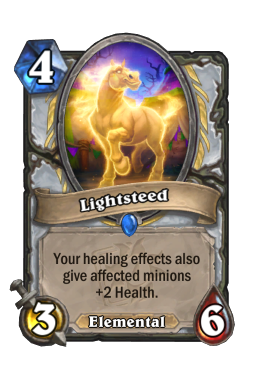 4
Lightsteed
Your healing effects also
give affected minions
+2 Health.
3
Elemental
6